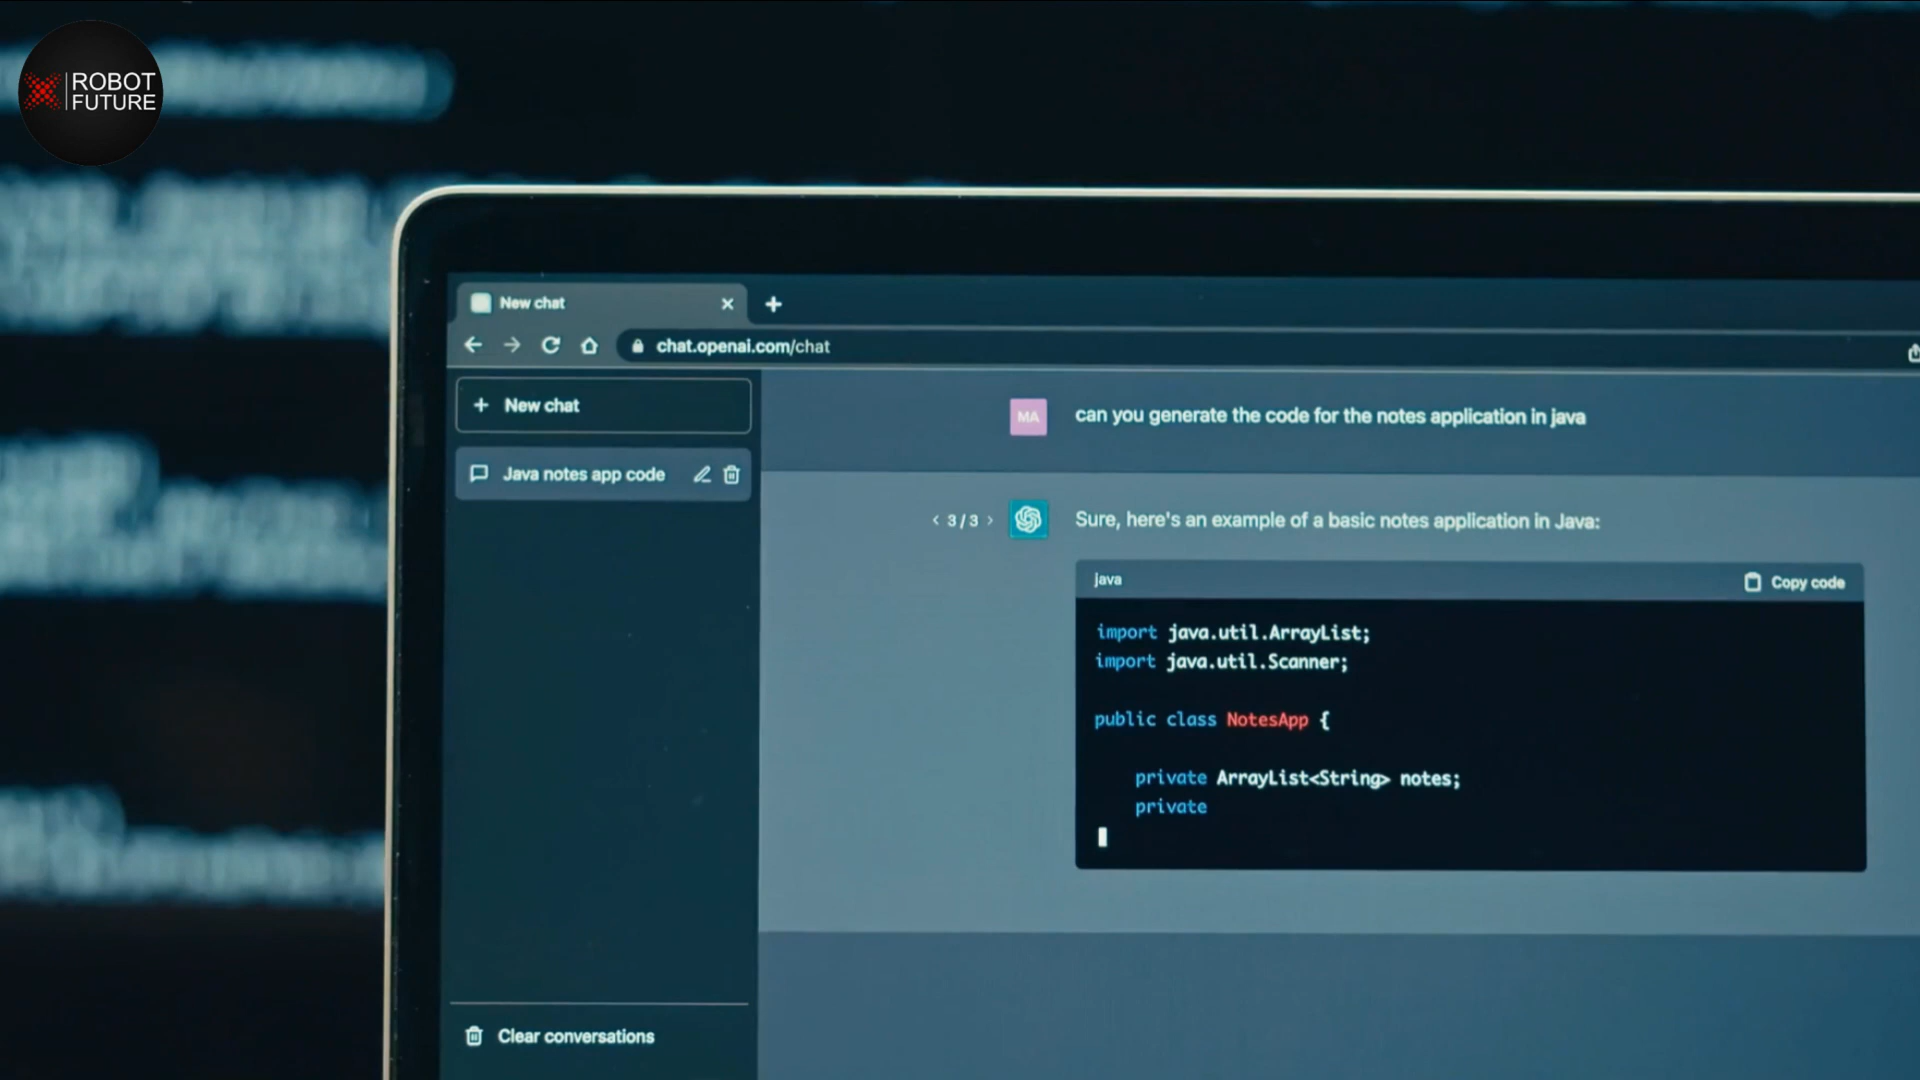 ROBOT
FUTURE
New chat
chat.openai.com/chat
New chat
Java notes app code
Clear conversations
MA
can you generate the code for the notes application in java
< 3 / 3 >
Sure, here's an example of a basic notes application in Java:
java
Copy code
import java.util.ArrayList;
import java.util.Scanner;
public class NotesApp {
private ArrayList<String> notes;
private